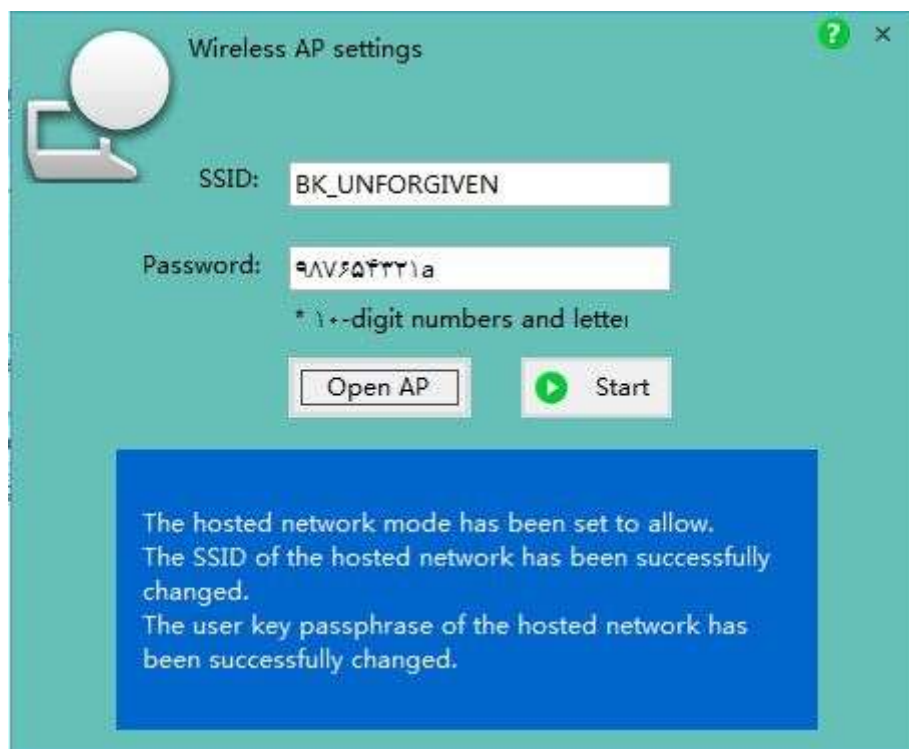 Wireless AP settings
?
×
SSID:
BK_UNFORGIVEN
Password:
۹۸۷۶۵۴۳۲۱a
* ۱۰-digit numbers and letter
Open AP
Start
The hosted network mode has been set to allow.
The SSID of the hosted network has been successfully
changed.
The user key passphrase of the hosted network has
been successfully changed.